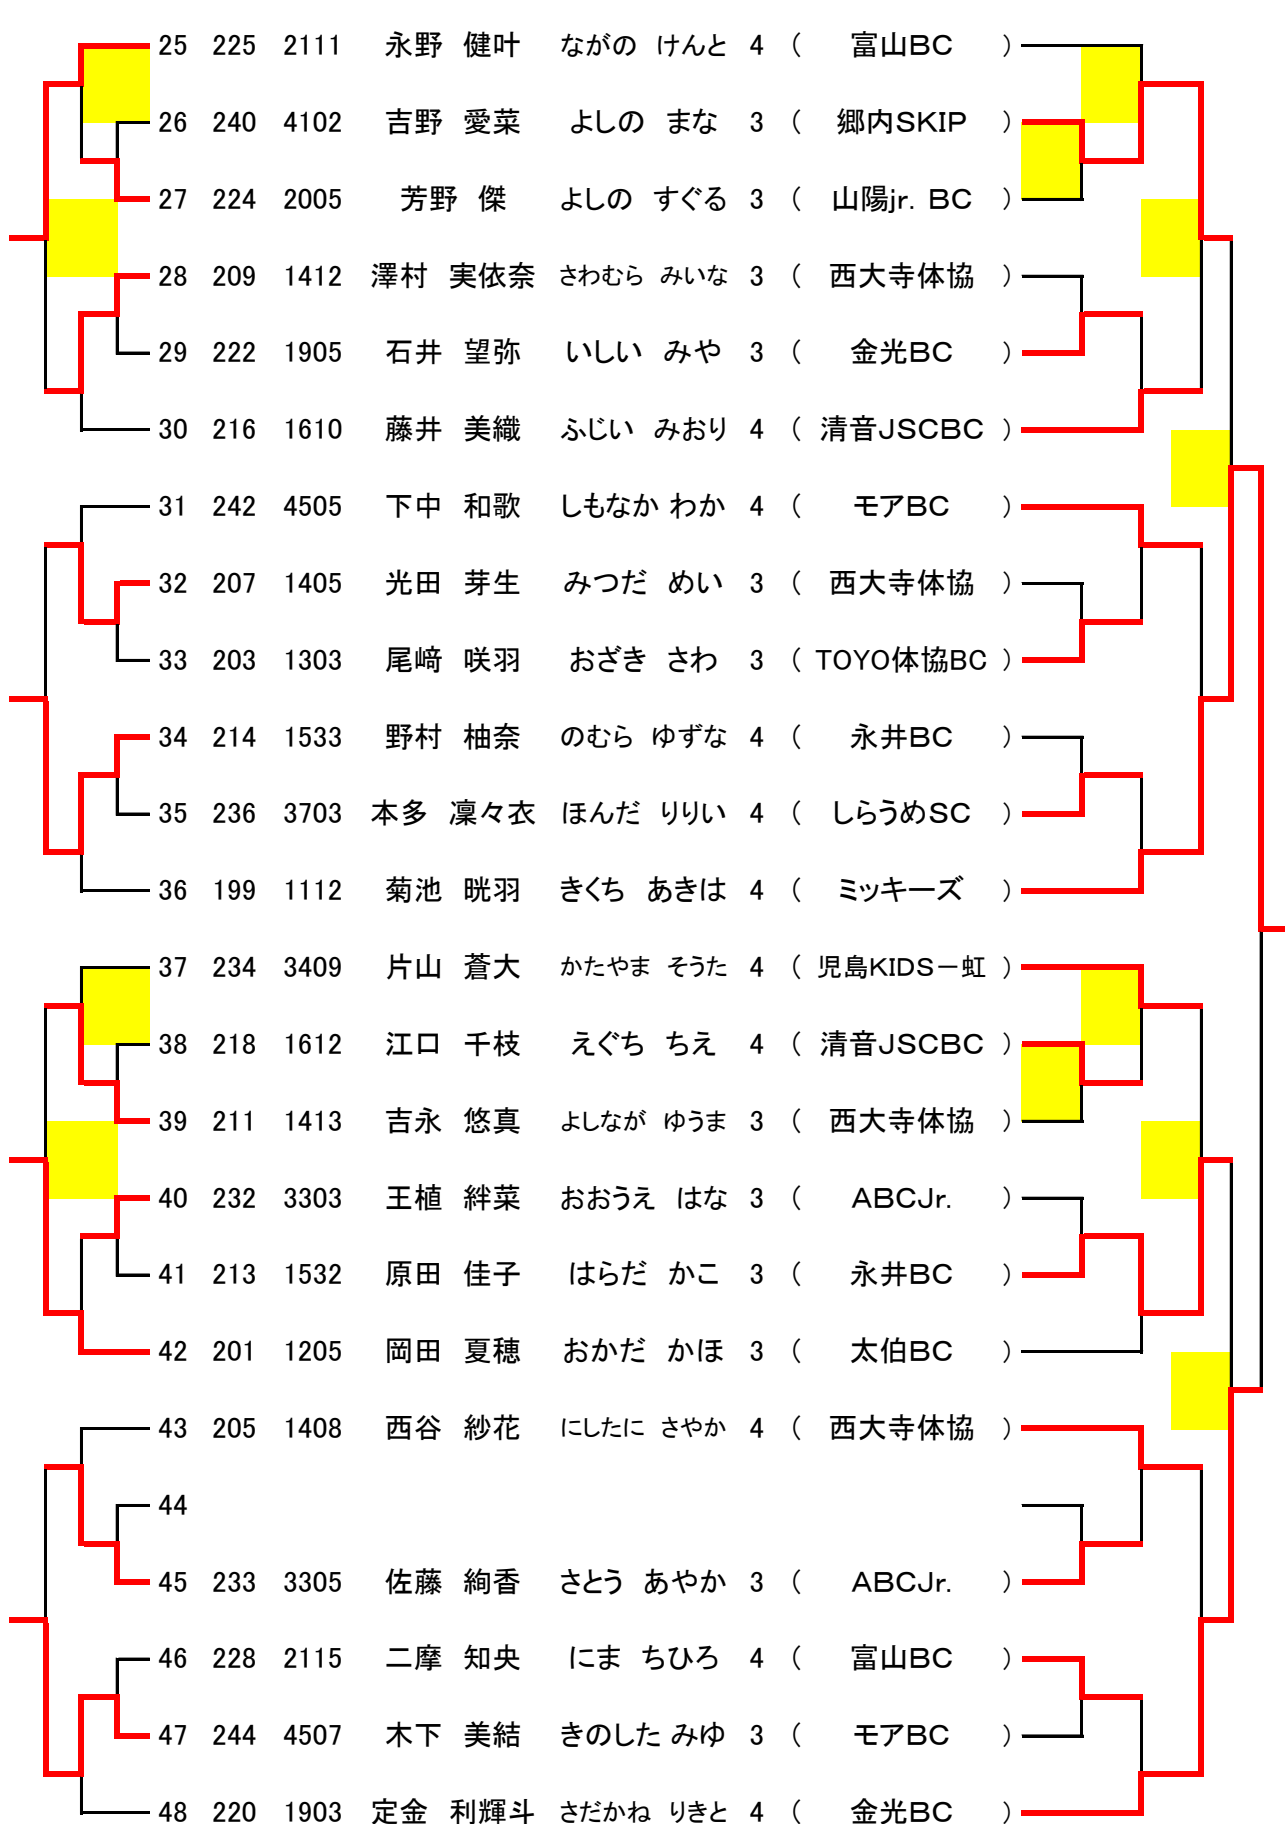 25 225 2111 永野 健叶 ながの けんと 4 ( 富山BC )
26 240 4102 吉野 愛菜 よしの まな 3 ( 郷内SKIP )
27 224 2005 芳野 傑 よしの すぐる 3 ( 山陽jr. BC )
28 209 1412 澤村 実依奈 さわむら みいな 3 ( 西大寺体協 )
29 222 1905 石井 望弥 いしい みや 3 ( 金光BC )
30 216 1610 藤井 美織 ふじい みおり 4 ( 清音JSCBC )
31 242 4505 下中 和歌 しもなか わか 4 ( モアBC )
32 207 1405 光田 芽生 みつだ めい 3 ( 西大寺体協 )
33 203 1303 尾﨑 咲羽 おざき さわ 3 ( TOYO体協BC )
34 214 1533 野村 柚奈 のむら ゆずな 4 ( 永井BC )
35 236 3703 本多 凜々衣 ほんだ りりい 4 ( しらうめSC )
36 199 1112 菊池 晄羽 きくち あきは 4 ( ミッキーズ )
37 234 3409 片山 蒼大 かたやま そうた 4 ( 児島KIDS－虹 )
38 218 1612 江口 千枝 えぐち ちえ 4 ( 清音JSCBC )
39 211 1413 吉永 悠真 よしなが ゆうま 3 ( 西大寺体協 )
40 232 3303 王植 絆菜 おおうえ はな 3 ( ABCJr. )
41 213 1532 原田 佳子 はらだ かこ 3 ( 永井BC )
42 201 1205 岡田 夏穂 おかだ かほ 3 ( 太伯BC )
43 205 1408 西谷 紗花 にしたに さやか 4 ( 西大寺体協 )
44
45 233 3305 佐藤 絢香 さとう あやか 3 ( ABCJr. )
46 228 2115 二摩 知央 にま ちひろ 4 ( 富山BC )
47 244 4507 木下 美結 きのした みゆ 3 ( モアBC )
48 220 1903 定金 利輝斗 さだかね りきと 4 ( 金光BC )